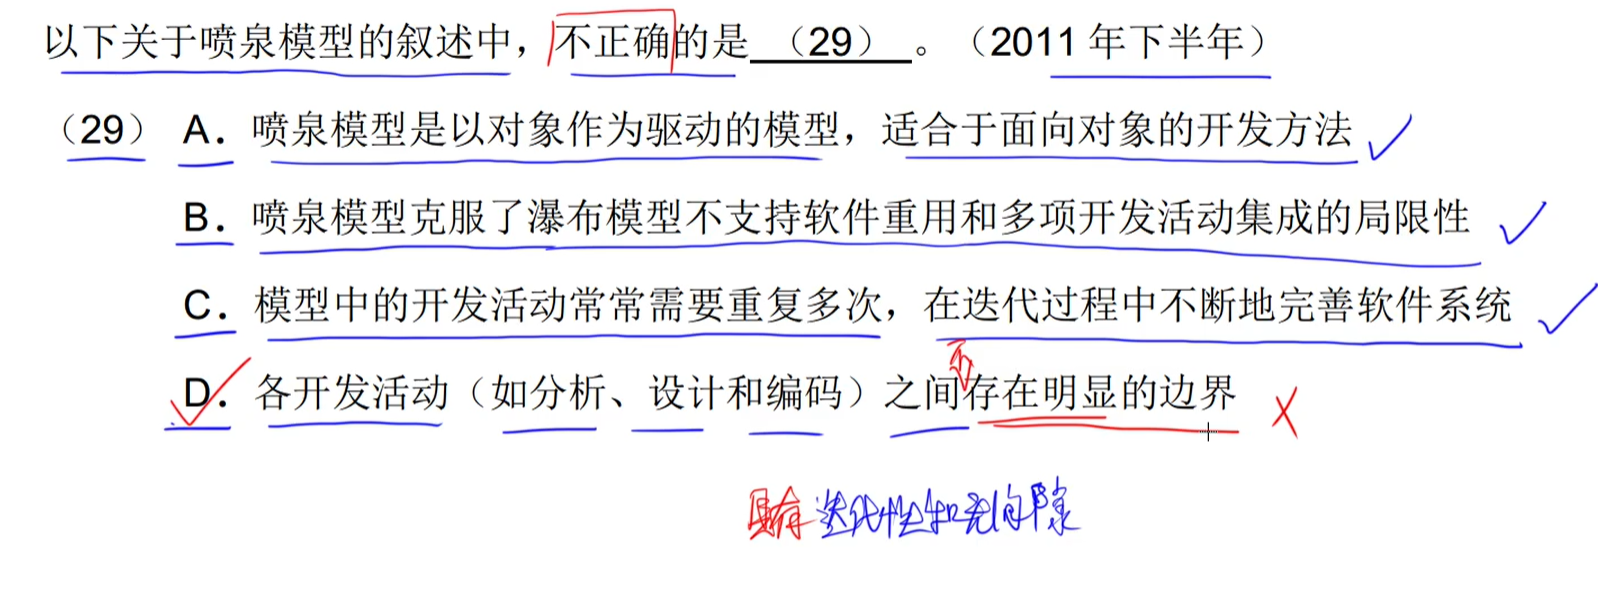 以下关于喷泉模型的叙述中，不正确的是（29）。（2011 年下半年）
（29） A. 喷泉模型是以对象作为驱动的模型，适合于面向对象的开发方法
B. 喷泉模型克服了瀑布模型不支持软件重用和多项开发活动集成的局限性
C. 模型中的开发活动常常需要重复多次，在迭代过程中不断地完善软件系统
不
D. 各开发活动（如分析、设计和编码）之间存在明显的边界
具有迭代性和无间隙